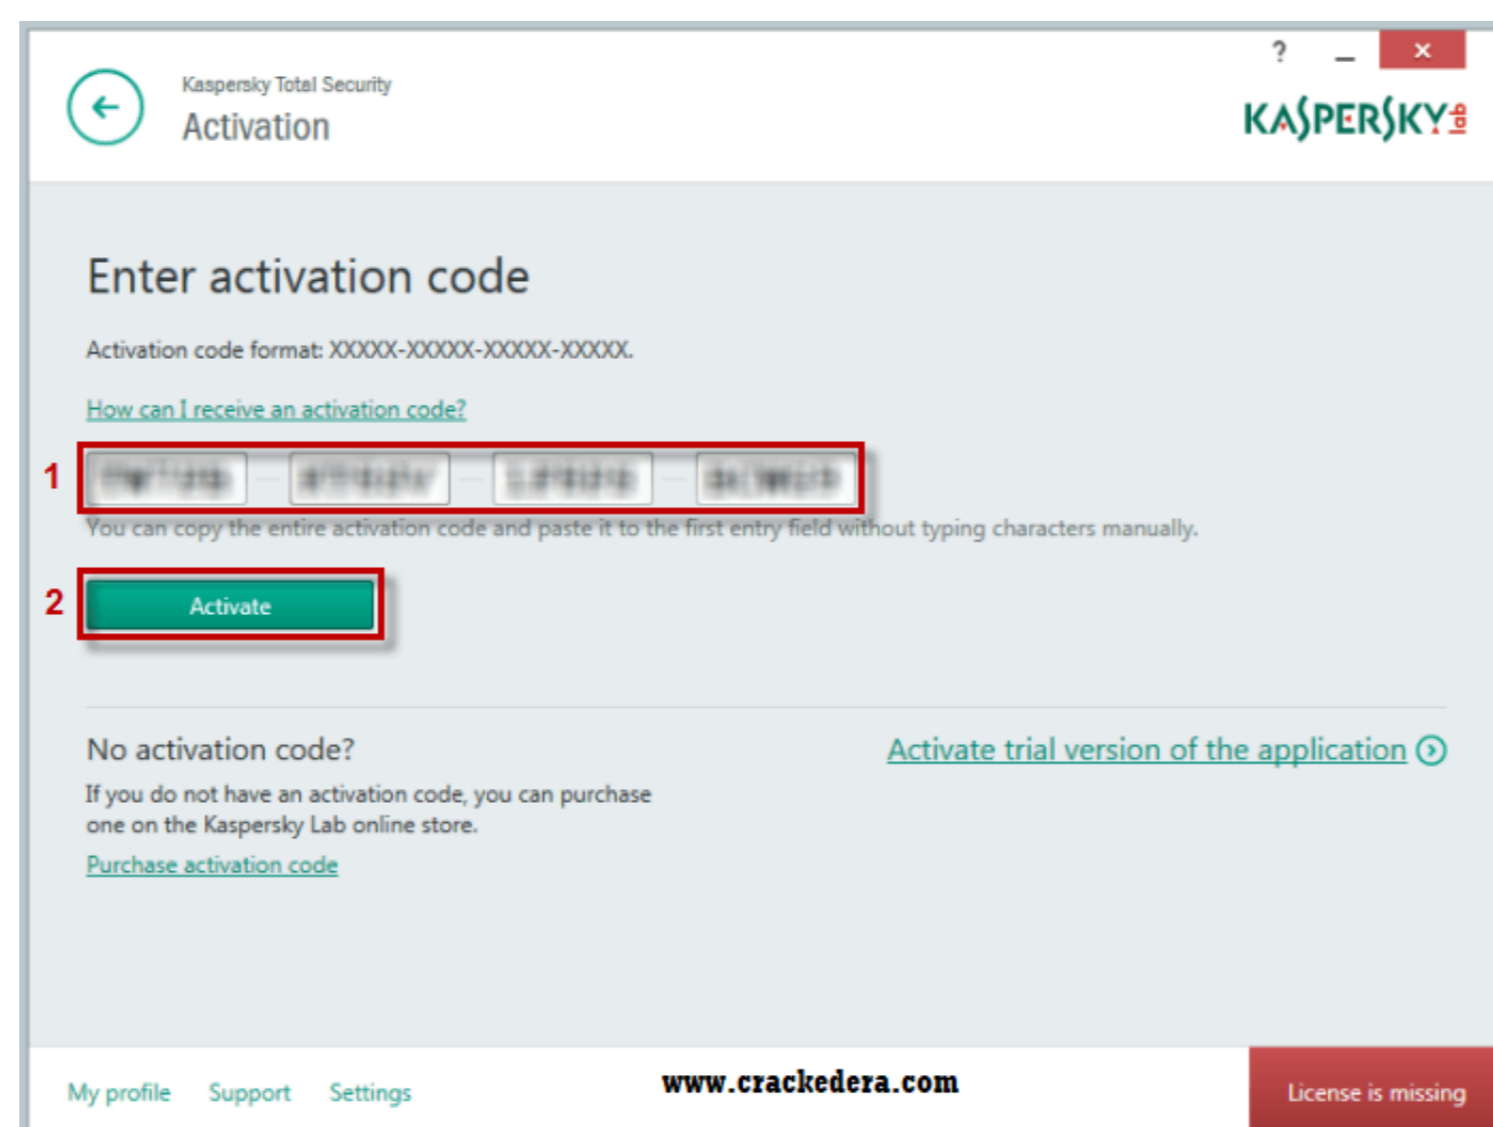 ? _ ×
Kaspersky Total Security
Activation
KASPERSKY lab
Enter activation code
Activation code format: XXXXX-XXXXX-XXXXX-XXXXX.
How can I receive an activation code?
1
You can copy the entire activation code and paste it to the first entry field without typing characters manually.
2 Activate
No activation code?
Activate trial version of the application
If you do not have an activation code, you can purchase
one on the Kaspersky Lab online store.
Purchase activation code
My profile Support Settings www.crackedera.com License is missing